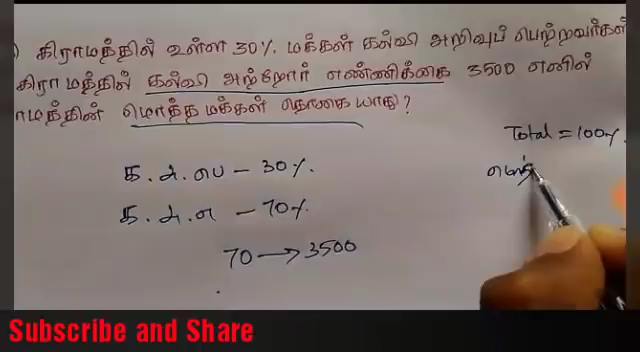 ) கிராமத்தில் உள்ள 30% மக்கள் கல்வி அறிவுப் பெற்றவர்கள்
கிராமத்தில் கல்வி அற்றோர் எண்ணிக்கை 3500 எனில்
ாமத்தின் மொத்த மக்கள் தொகை யாது?
Total = 100%
க.அ.பெ - 30%
மொத்
க.அ.எ - 70%
70 → 3500
Subscribe and Share